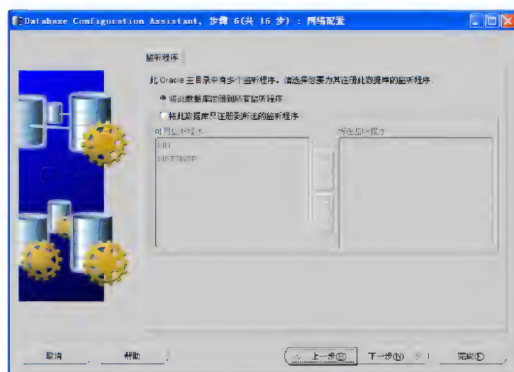 Database Configuration Assistant, 步骤 6(共 16 步) : 网络配置
监听程序
此 Oracle 主目录中有多个监听程序。请选择您要为其注册此数据库的监听程序
将此数据库注册到所有监听程序
将此数据库只注册到所选的监听程序
可用监听程序
所选监听程序
LISTENER
取消
帮助
上一步(B)
下一步(N)
完成(F)